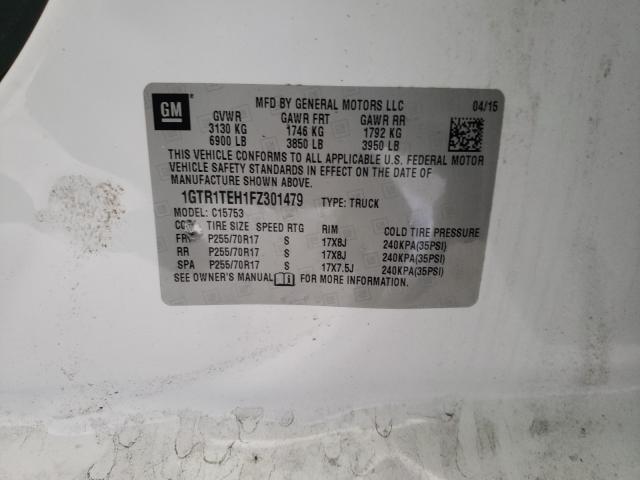 GM
MFD BY GENERAL MOTORS LLC 04/15
GVWR GAWR FRT GAWR RR
3130 KG 1746 KG 1792 KG
6900 LB 3850 LB 3950 LB
THIS VEHICLE CONFORMS TO ALL APPLICABLE U.S. FEDERAL MOTOR
VEHICLE SAFETY STANDARDS IN EFFECT ON THE DATE OF
MANUFACTURE SHOWN ABOVE.
1GTR1TEH1FZ301479 TYPE: TRUCK
MODEL: C15753
TIRE SIZE SPEED RTG RIM COLD TIRE PRESSURE
FRT P255/70R17 S 17X8J 240KPA(35PSI)
RR P255/70R17 S 17X8J 240KPA(35PSI)
SPA P255/70R17 S 17X7.5J 240KPA(35PSI)
SEE OWNER'S MANUAL FOR MORE INFORMATION.